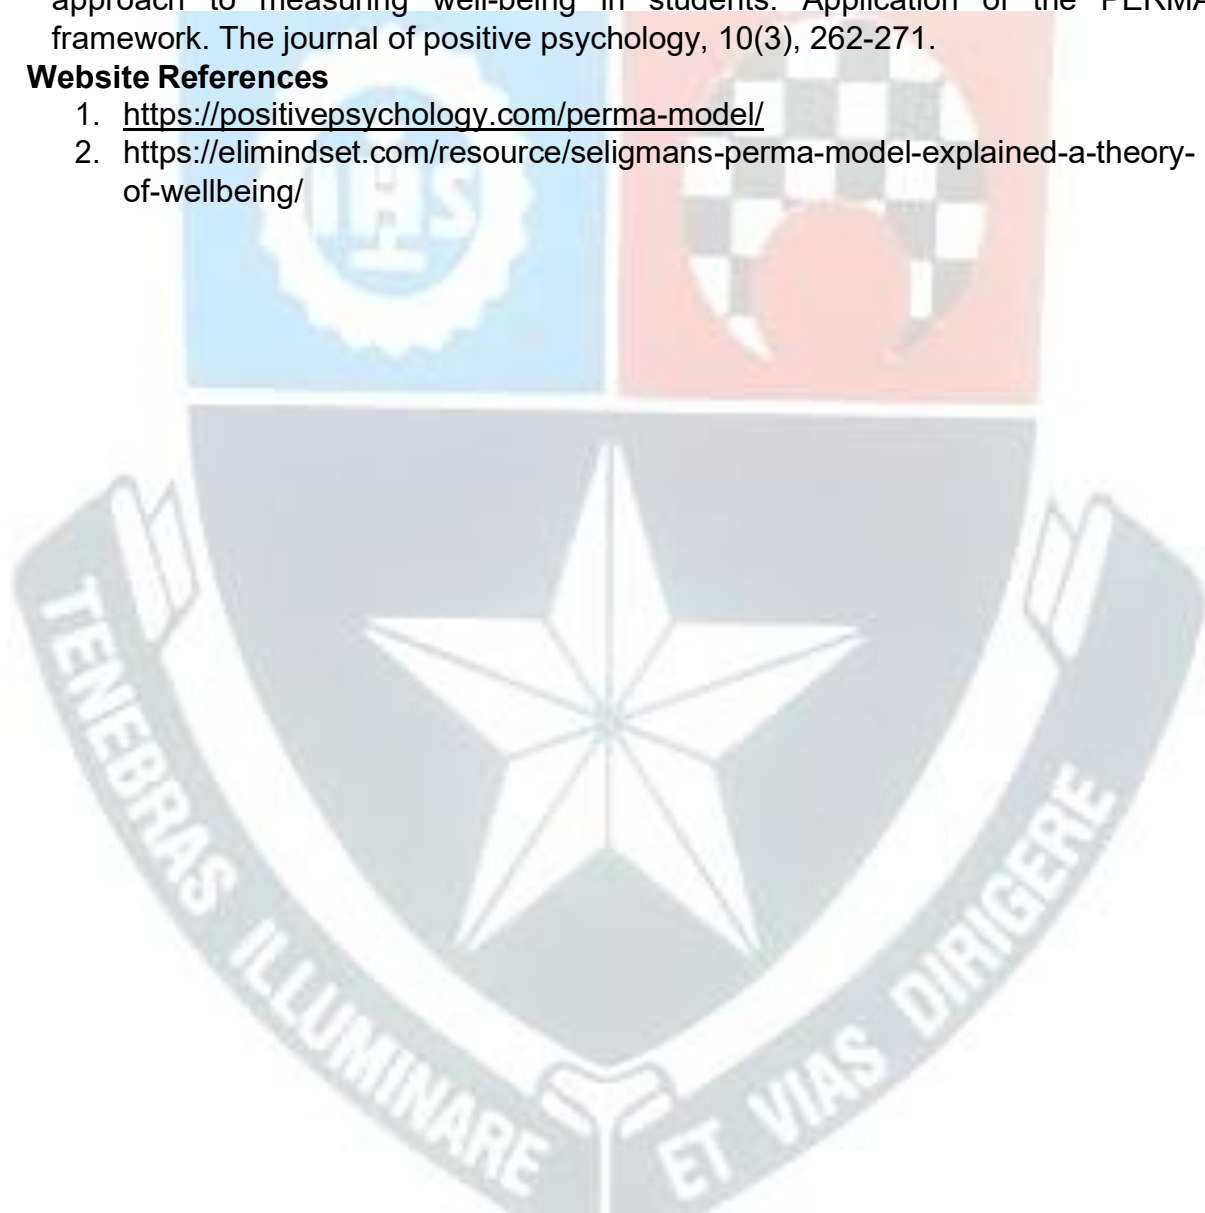 approach to measuring well-being in students: Application of the PERMA
framework. The journal of positive psychology, 10(3), 262-271.
Website References
1. https://positivepsychology.com/perma-model/
2. https://elimindset.com/resource/seligmans-perma-model-explained-a-theory-
of-wellbeing/
IHS
TENEBRAS ILLUMINARE
ET VIAS DIRIGERE